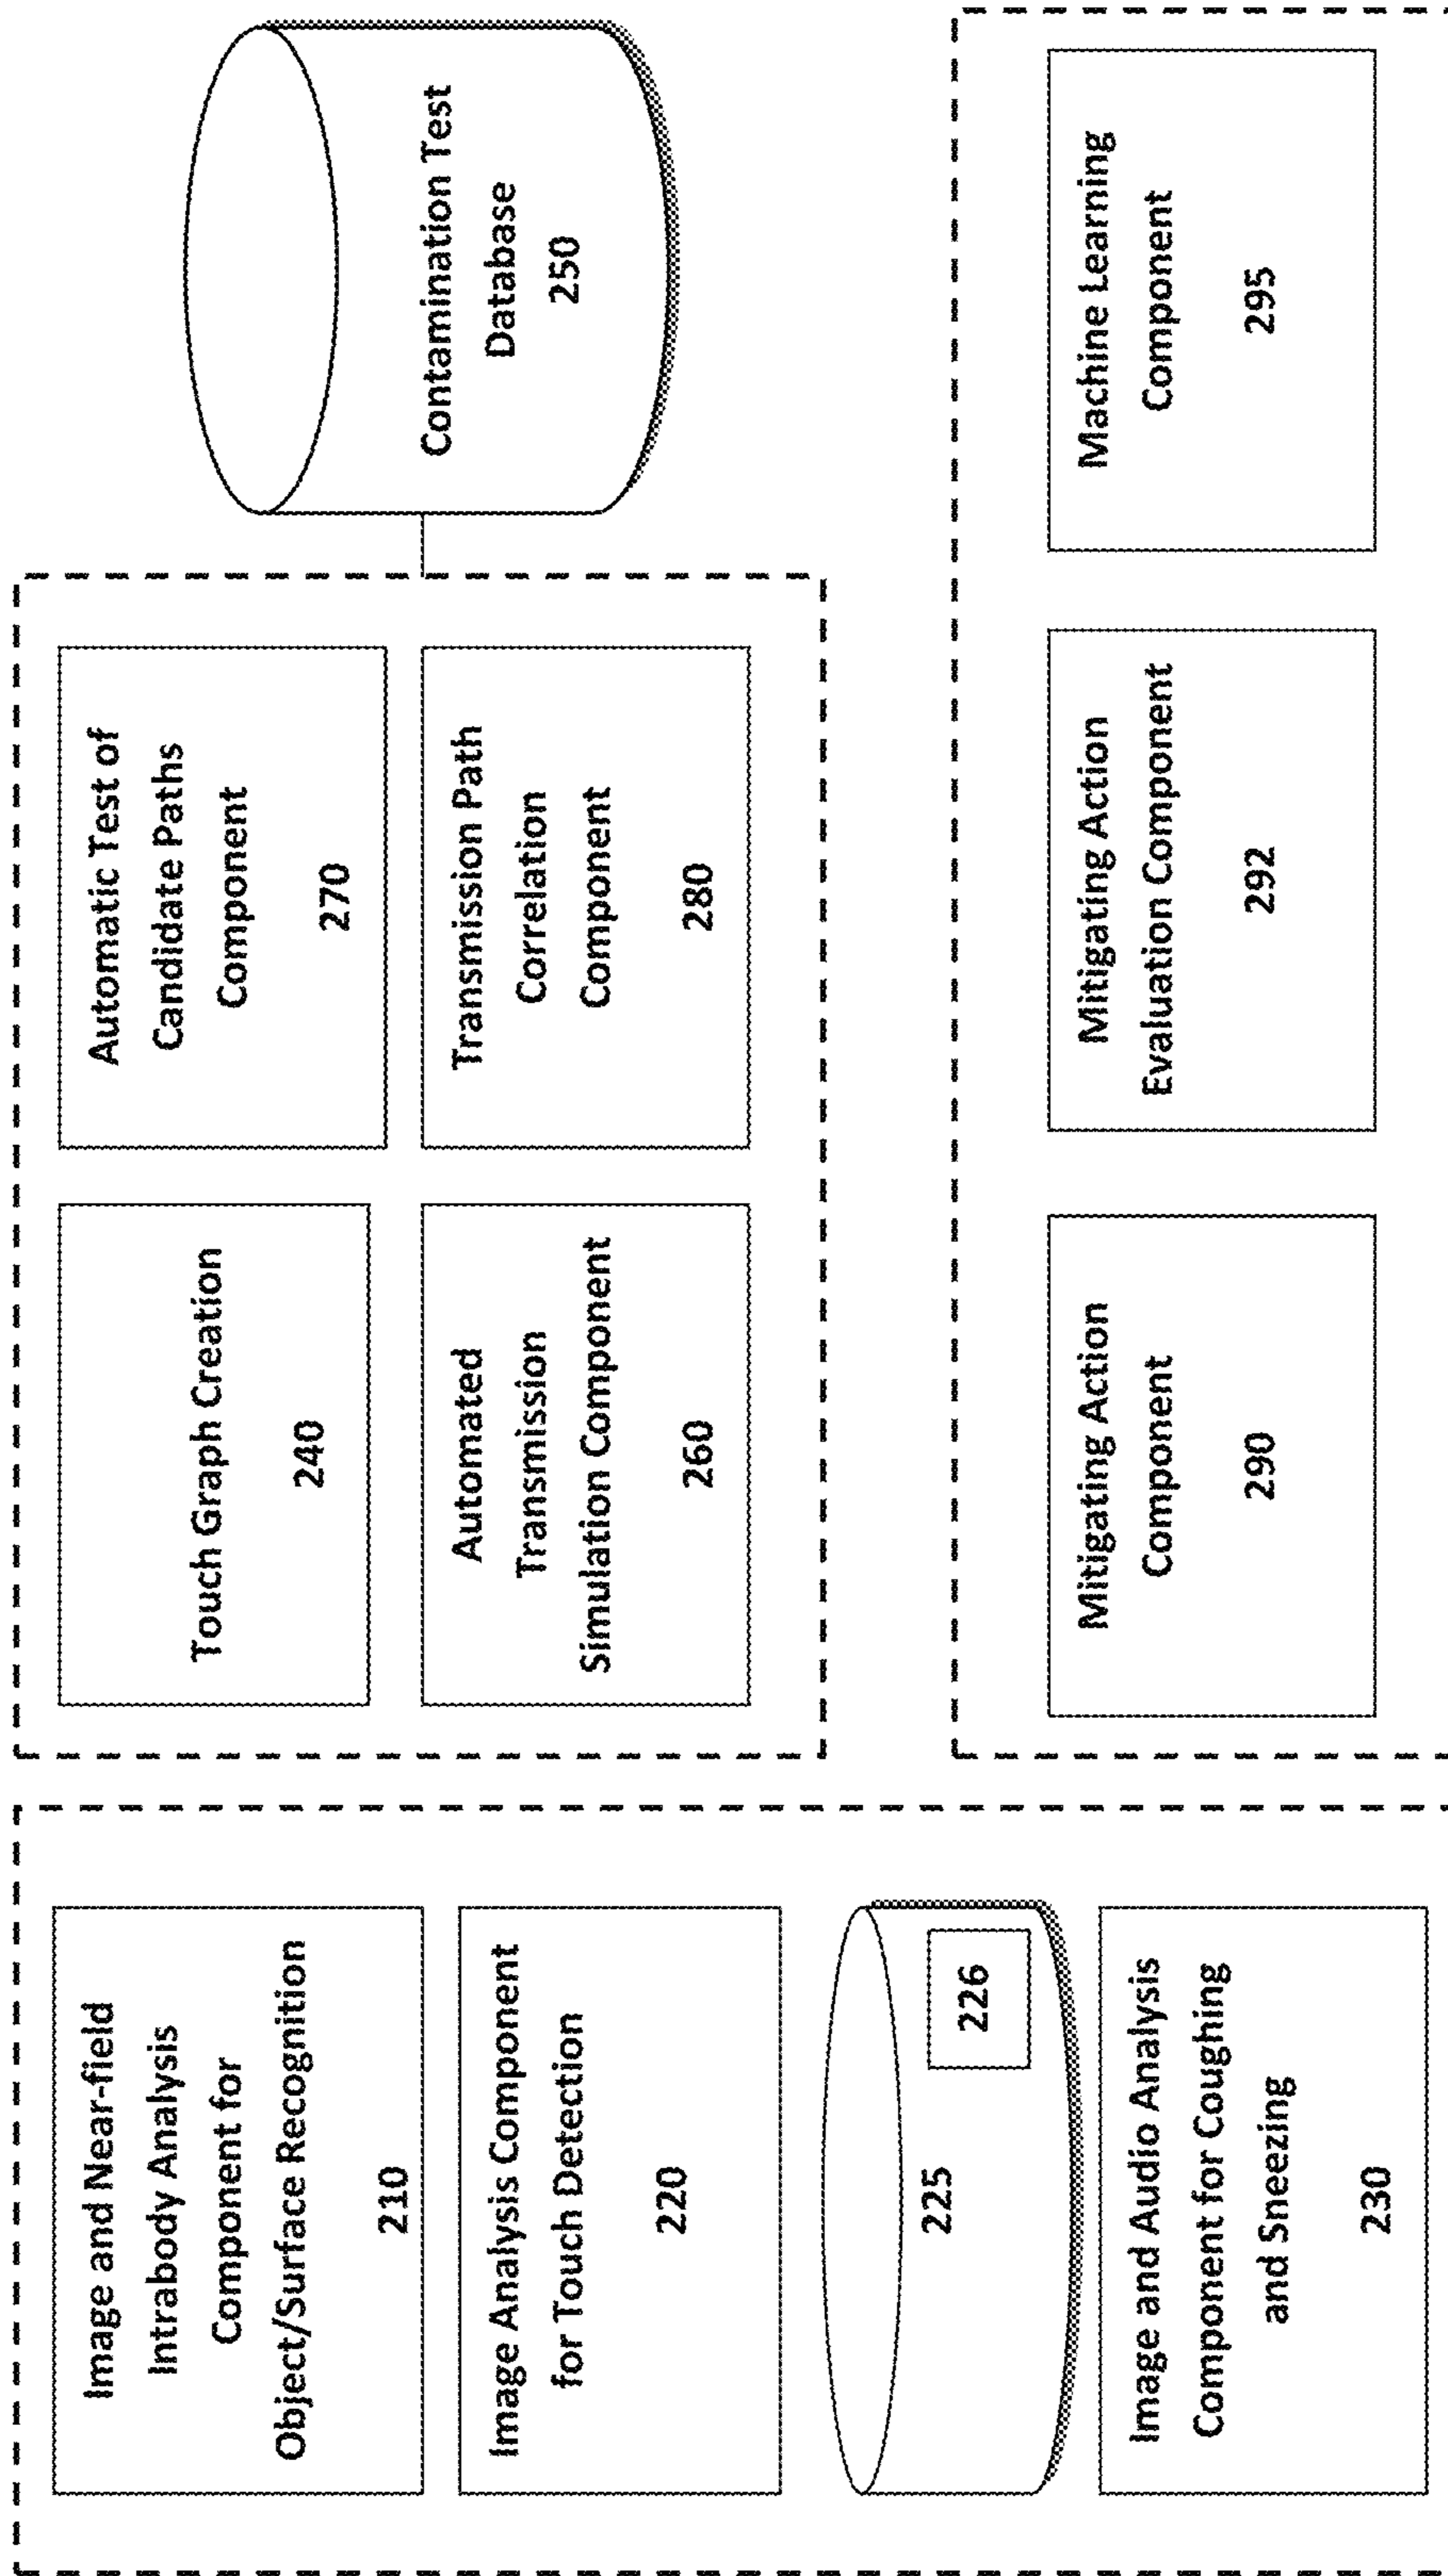 Image and Near-field
Intrabody Analysis
Component for
Object/Surface Recognition
210
Image Analysis Component
for Touch Detection
220
225
226
Image and Audio Analysis
Component for Coughing
and Sneezing
230
Touch Graph Creation
240
Automatic Test of
Candidate Paths
Component
270
Automated
Transmission
Simulation Component
260
Transmission Path
Correlation
Component
280
Contamination Test
Database
250
Mitigating Action
Component
290
Mitigating Action
Evaluation Component
292
Machine Learning
Component
295